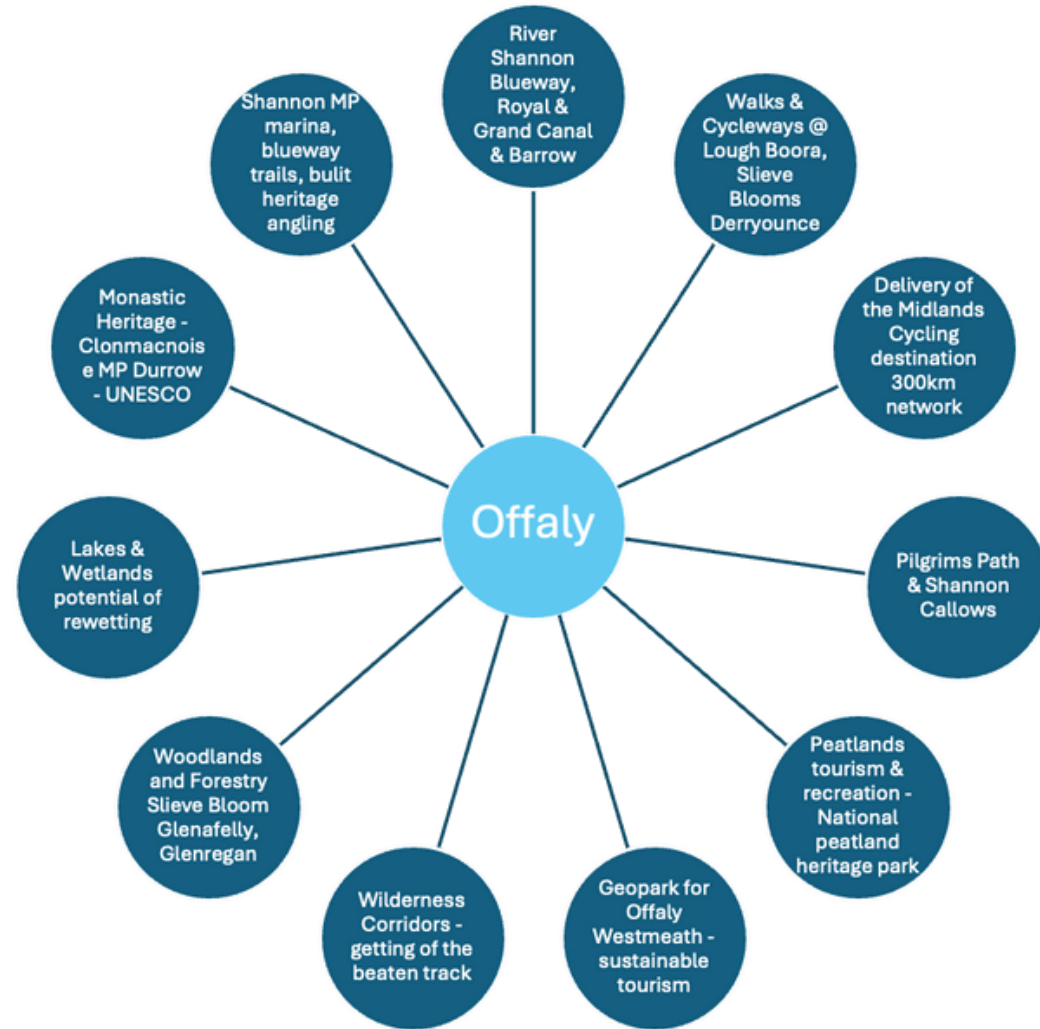 River
Shannon
Blueway,
Royal &
Grand Canal
& Barrow
Walks &
Cycleways @
Lough Boora,
Slieve
Blooms
Derryounce
Delivery of
the Midlands
Cycling
destination
300km
network
Pilgrims Path
& Shannon
Callows
Peatlands
tourism &
recreation -
National
peatland
heritage park
Geopark for
Offaly
Westmeath -
sustainable
tourism
Wilderness
Corridors -
getting of the
beaten track
Woodlands
and Forestry
Slieve Bloom
Glenafelly,
Glenregan
Lakes &
Wetlands
potential of
rewetting
Monastic
Heritage -
Clonmacnois
e MP Durrow
- UNESCO
Shannon MP
marina,
blueway
trails, bulit
heritage
angling
Offaly